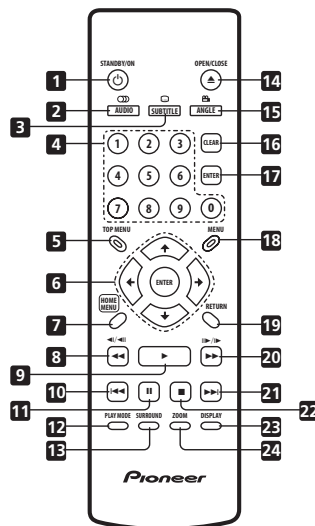 STANDBY/ON
OPEN/CLOSE
1
14
2
AUDIO
SUBTITLE
ANGLE
15
3
4
1 2 3
CLEAR
16
4 5 6
ENTER
17
7 8 9 0
5
TOP MENU
MENU
18
6
ENTER
HOME
MENU
RETURN
7
19
8
20
9
10
21
11
22
12
PLAY MODE
SURROUND
ZOOM
DISPLAY
23
13
24
Pioneer